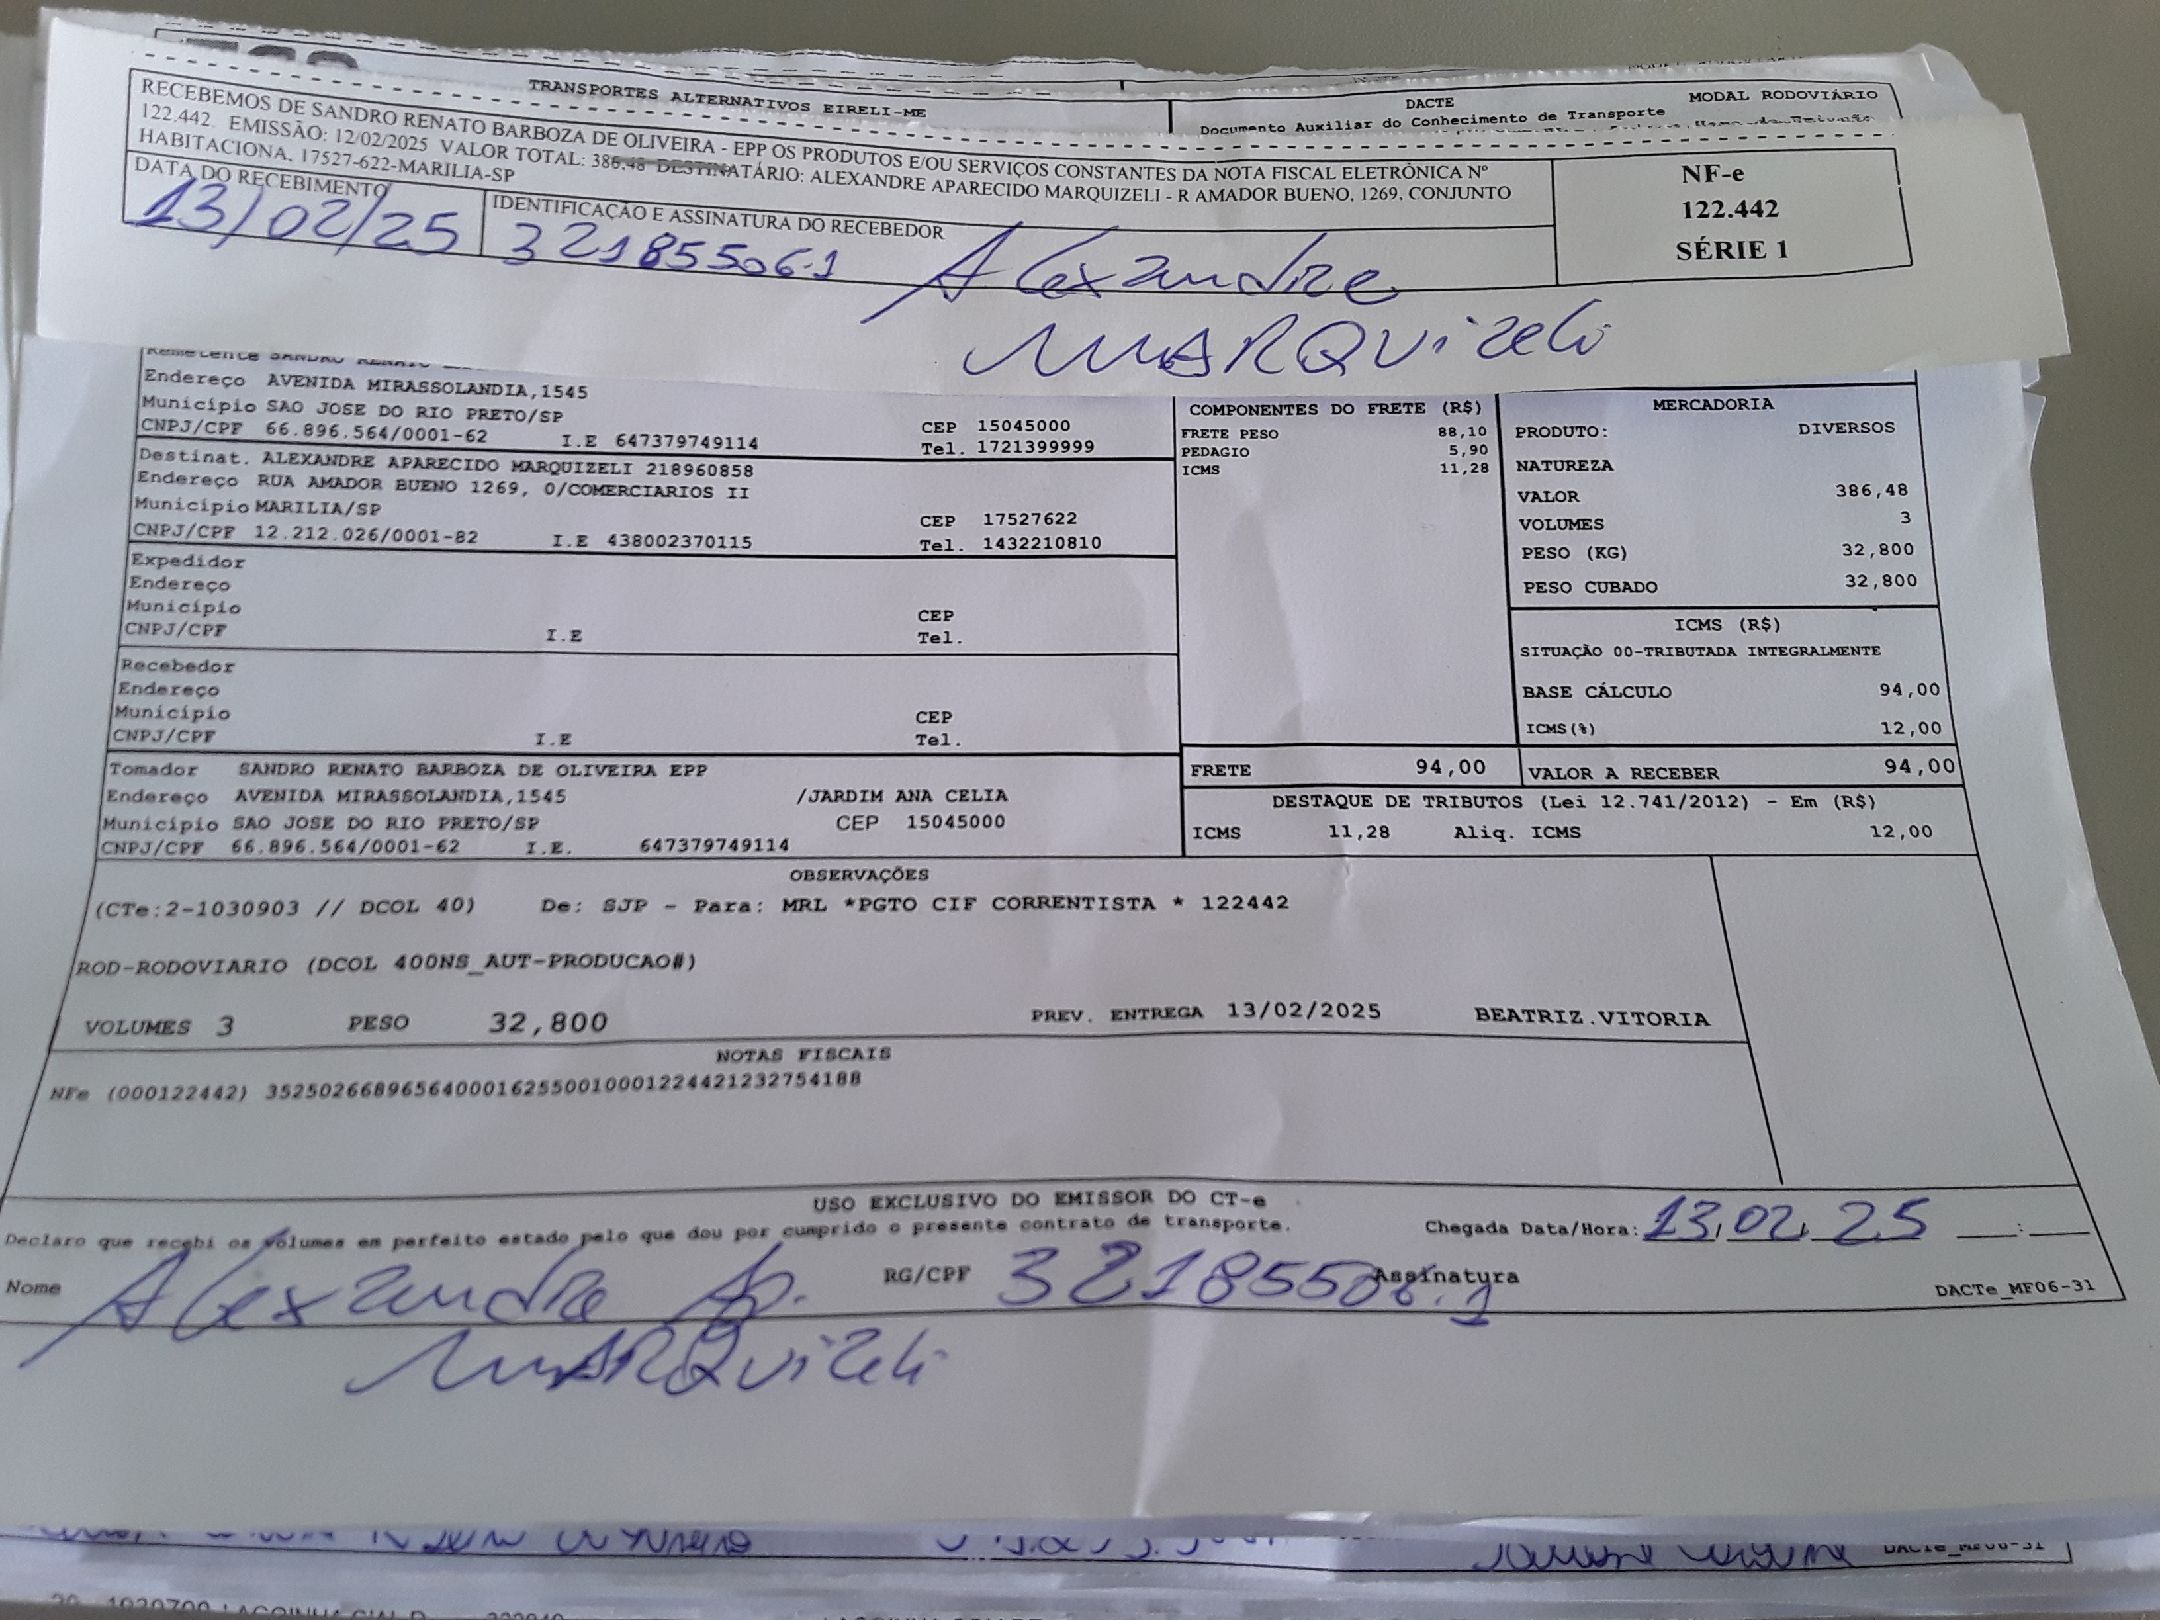 TRANSPORTES ALTERNATIVOS EIRELI-ME
DACTE
MODAL RODOVIÁRIO
Documento Auxiliar do Conhecimento de Transporte
RECEBEMOS DE SANDRO RENATO BARBOZA DE OLIVEIRA - EPP OS PRODUTOS E/OU SERVIÇOS CONSTANTES DA NOTA FISCAL ELETRÔNICA Nº
122.442. EMISSÃO: 12/02/2025 VALOR TOTAL: 386,48 DESTINATÁRIO: ALEXANDRE APARECIDO MARQUIZELI - R AMADOR BUENO, 1269, CONJUNTO
HABITACIONA, 17527-622-MARILIA-SP
DATA DO RECEBIMENTO
13/02/25
IDENTIFICAÇÃO E ASSINATURA DO RECEBEDOR
321855061 Alexandre
MARQuizeli
NF-e
122.442
SÉRIE 1
Remetente SANDRO RENATO
Endereço AVENIDA MIRASSOLANDIA,1545
Município SAO JOSE DO RIO PRETO/SP CEP 15045000
CNPJ/CPF 66.896.564/0001-62 I.E 647379749114 Tel. 1721399999
Destinat. ALEXANDRE APARECIDO MARQUIZELI 218960858
Endereço RUA AMADOR BUENO 1269, 0/COMERCIARIOS II
Município MARILIA/SP CEP 17527622
CNPJ/CPF 12.212.026/0001-82 I.E 438002370115 Tel. 1432210810
Expedidor
Endereço
Município CEP
CNPJ/CPF I.E Tel.
Recebedor
Endereço
Município CEP
CNPJ/CPF I.E Tel.
Tomador SANDRO RENATO BARBOZA DE OLIVEIRA EPP
Endereço AVENIDA MIRASSOLANDIA,1545 /JARDIM ANA CELIA
Município SAO JOSE DO RIO PRETO/SP CEP 15045000
CNPJ/CPF 66.896.564/0001-62 I.E. 647379749114
COMPONENTES DO FRETE (R$)
FRETE PESO 88,10
PEDAGIO 5,90
ICMS 11,28
MERCADORIA
PRODUTO: DIVERSOS
NATUREZA
VALOR 386,48
VOLUMES 3
PESO (KG) 32,800
PESO CUBADO 32,800
ICMS (R$)
SITUAÇÃO 00-TRIBUTADA INTEGRALMENTE
BASE CÁLCULO 94,00
ICMS(%) 12,00
FRETE 94,00 VALOR A RECEBER 94,00
DESTAQUE DE TRIBUTOS (Lei 12.741/2012) - Em (R$)
ICMS 11,28 Aliq. ICMS 12,00
OBSERVAÇÕES
(CTe:2-1030903 // DCOL 40) De: SJP - Para: MRL *PGTO CIF CORRENTISTA * 122442
ROD-RODOVIARIO (DCOL 400NS_AUT-PRODUCAO#)
VOLUMES 3 PESO 32,800 PREV. ENTREGA 13/02/2025 BEATRIZ.VITORIA
NOTAS FISCAIS
NFe (000122442) 35250266896564000162550010001224421232754188
USO EXCLUSIVO DO EMISSOR DO CT-e
Declaro que recebi os volumes em perfeito estado pelo que dou por cumprido o presente contrato de transporte.
Chegada Data/Hora: 13/02/25 :
Nome Alexandre Ap. RG/CPF 32185506.1 Assinatura
MARQuizeli
DACTe_MF06-31
DACTe_MF06-31